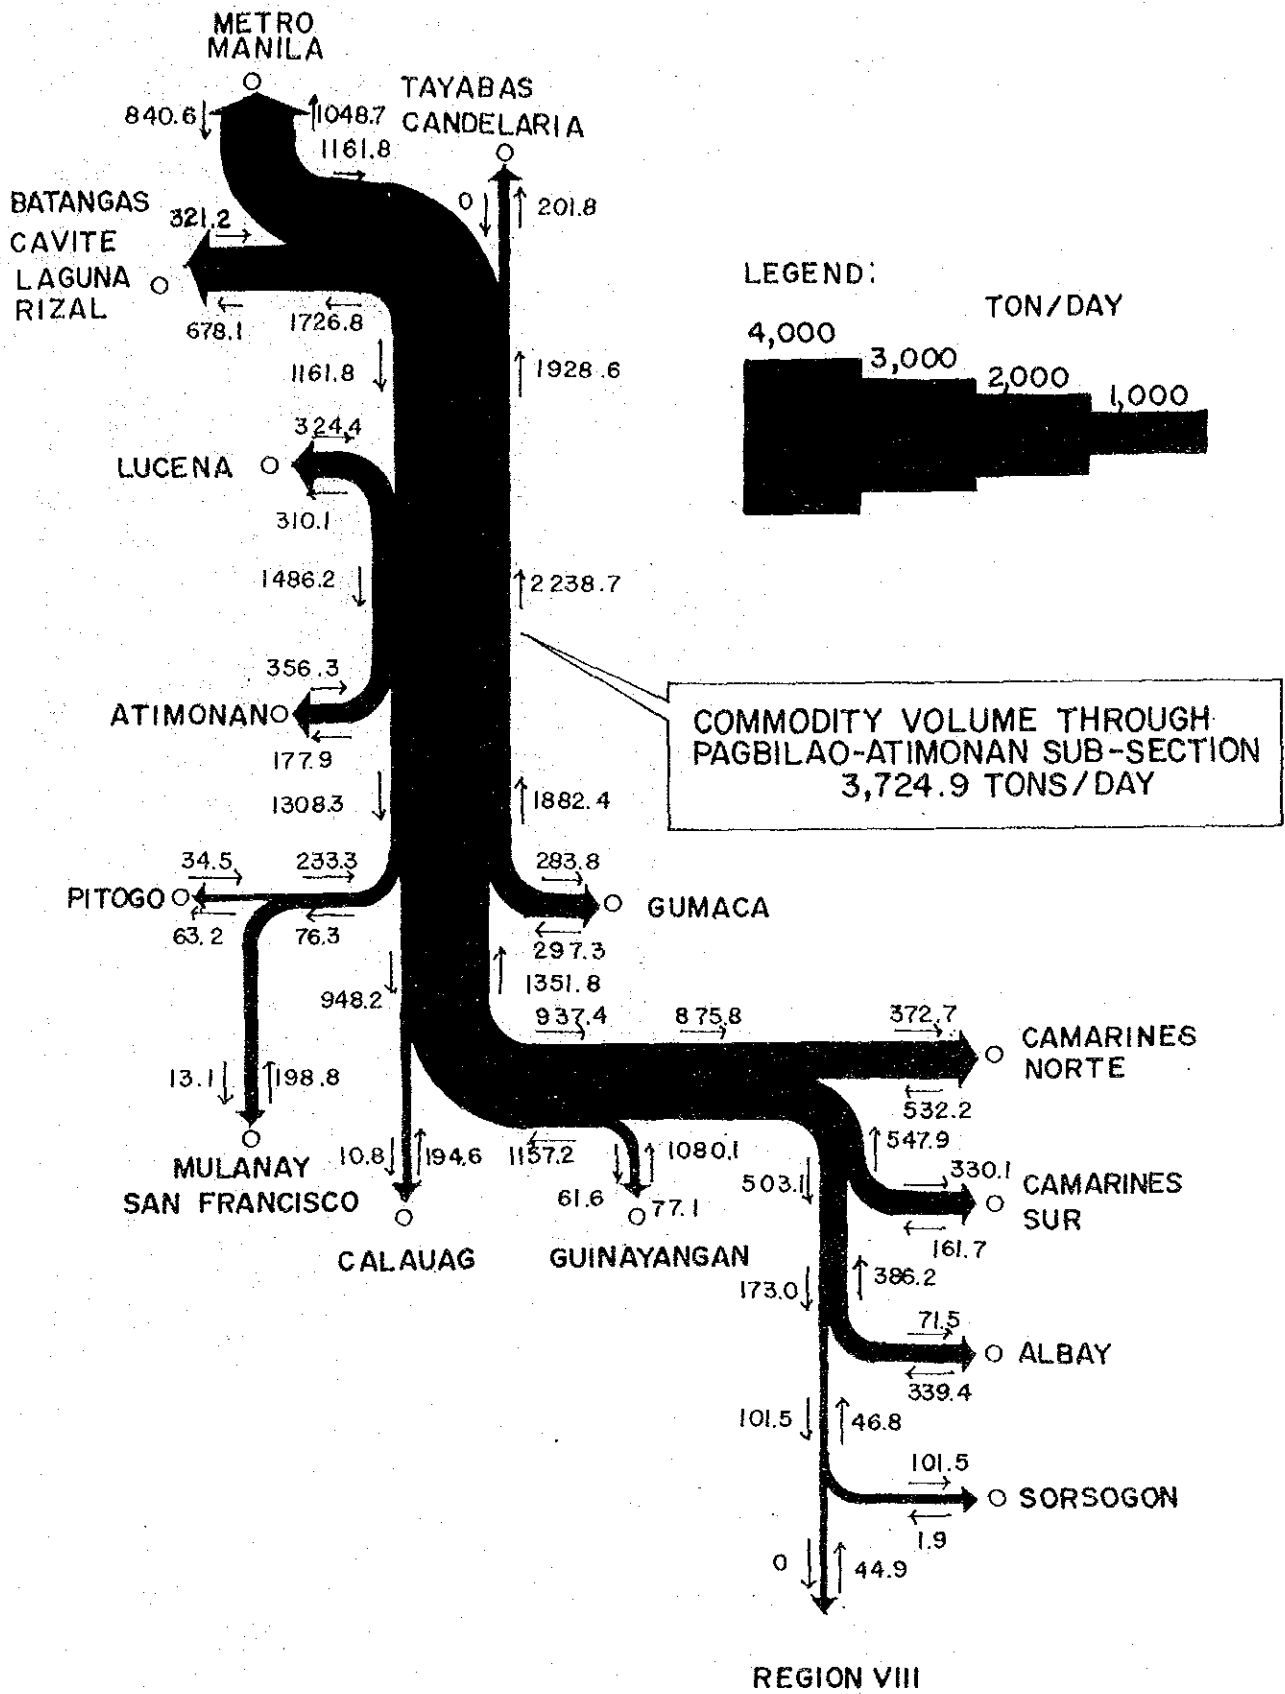 METRO
MANILA
840.6
1048.7
1161.8
TAYABAS
CANDELARIA
0
201.8
BATANGAS
CAVITE
LAGUNA
RIZAL
321.2
678.1
1726.8
1161.8
1928.6
LEGEND:
TON/DAY
4,000
3,000
2,000
1,000
324.4
LUCENA
310.1
1486.2
2238.7
356.3
ATIMONAN
177.9
1308.3
1882.4
COMMODITY VOLUME THROUGH
PAGBILAO-ATIMONAN SUB-SECTION
3,724.9 TONS/DAY
34.5
233.3
PITOGO
63.2
76.3
283.8
GUMACA
297.3
948.2
1351.8
937.4
875.8
372.7
CAMARINES
NORTE
532.2
13.1
198.8
MULANAY
SAN FRANCISCO
10.8
194.6
CALAUAG
1157.2
1080.1
61.6
77.1
GUINAYANGAN
503.1
547.9
330.1
CAMARINES
SUR
161.7
173.0
386.2
71.5
ALBAY
339.4
101.5
46.8
101.5
SORSOGON
1.9
0
44.9
REGION VIII